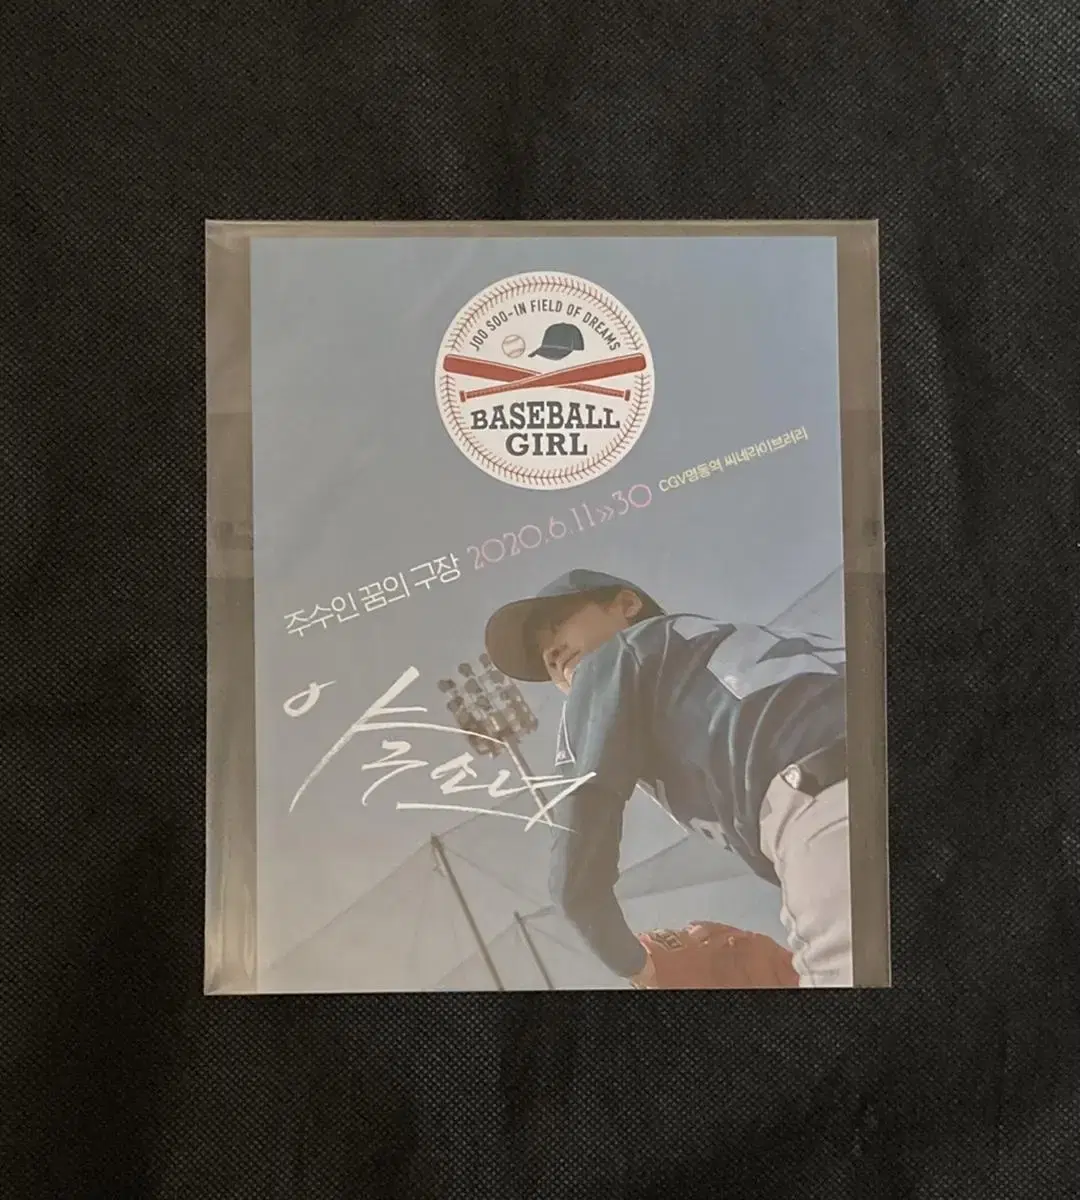 JOO SOO-IN FIELD OF DREAMS
BASEBALL
GIRL
주수인 꿈의 구장 2020.6.11»30 CGV명동역 씨네라이브러리
야구소녀